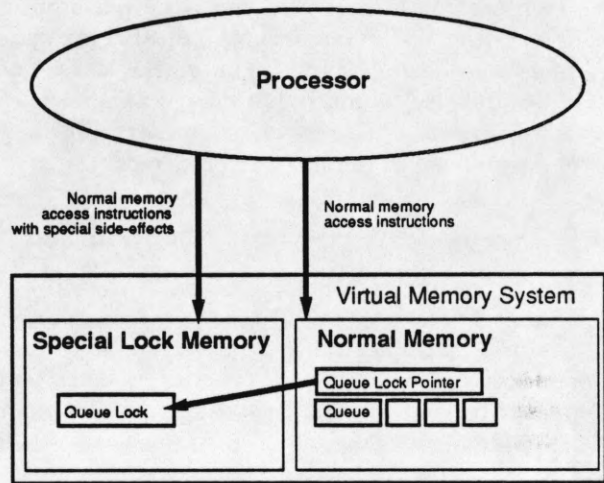 Processor
Normal memory
access instructions
with special side-effects
Normal memory
access instructions
Virtual Memory System
Special Lock Memory
Normal Memory
Queue Lock Pointer
Queue Lock
Queue